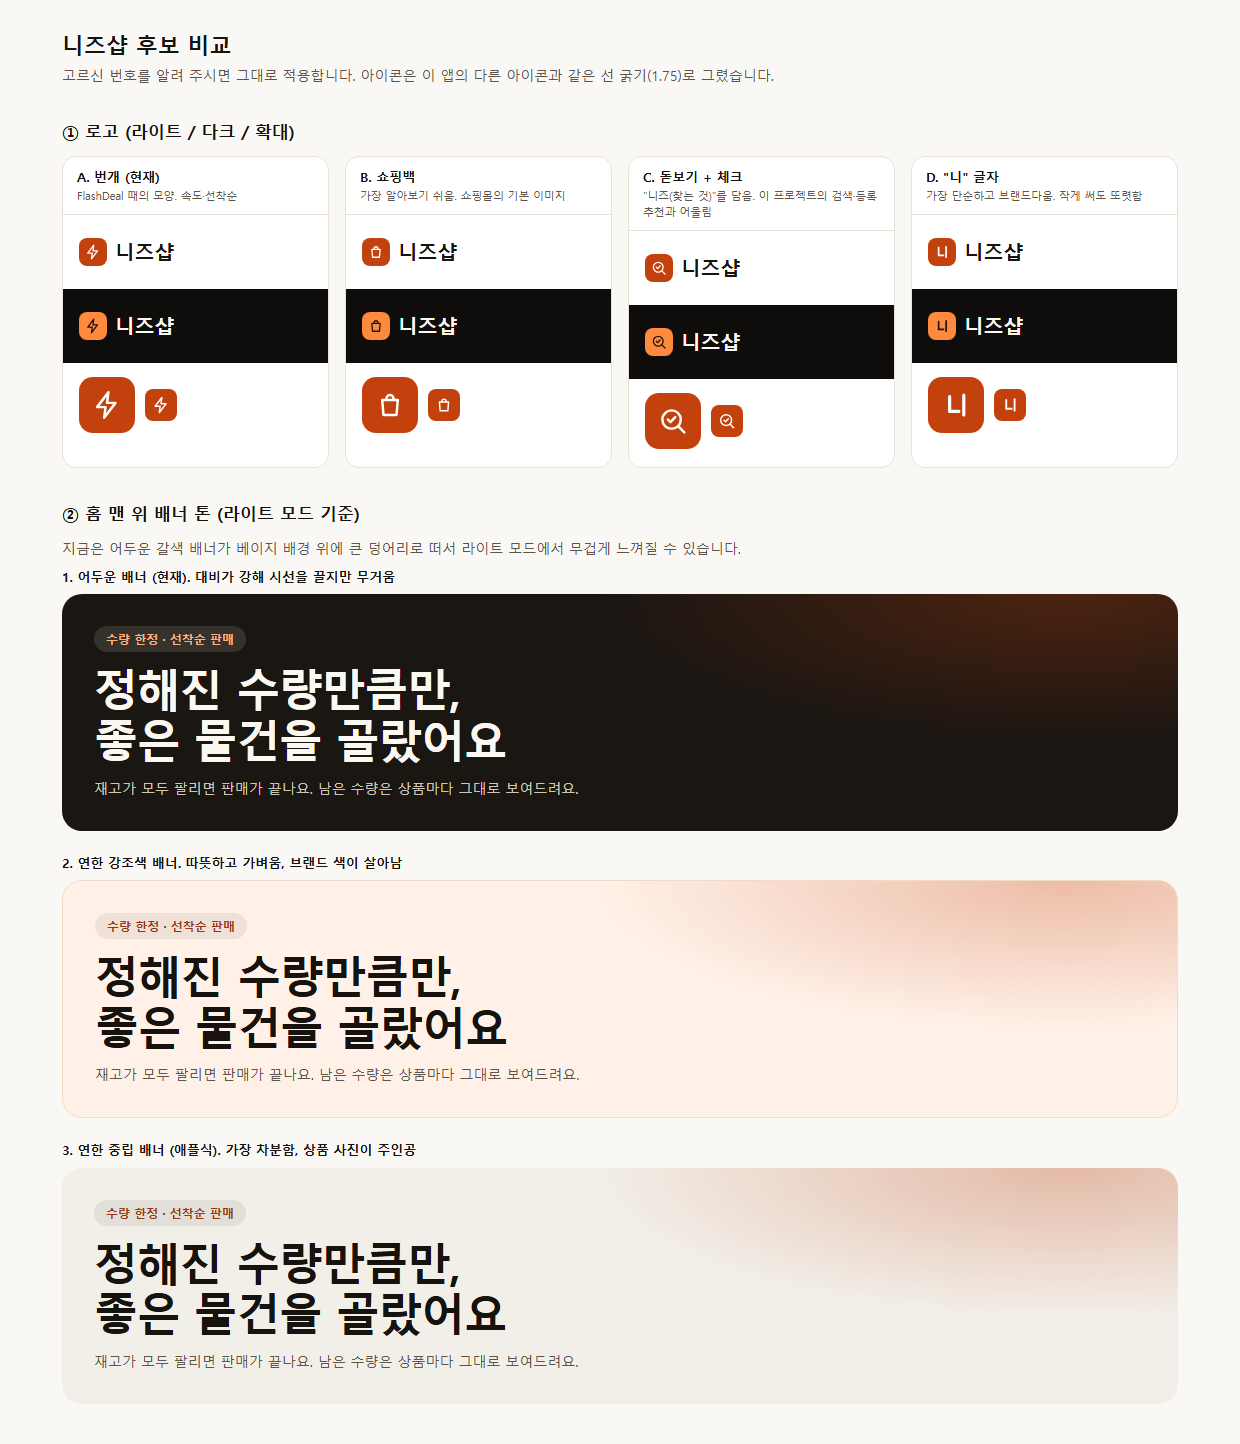 니즈샵 후보 비교
고르신 번호를 알려 주시면 그대로 적용합니다. 아이콘은 이 앱의 다른 아이콘과 같은 선 굵기(1.75)로 그렸습니다.
① 로고 (라이트 / 다크 / 확대)
A. 번개 (현재)
FlashDeal 때의 모양. 속도·선착순
니즈샵
니즈샵
B. 쇼핑백
가장 알아보기 쉬움. 쇼핑몰의 기본 이미지
니즈샵
니즈샵
C. 돋보기 + 체크
"니즈(찾는 것)"를 담음. 이 프로젝트의 검색·등록
추천과 어울림
니즈샵
니즈샵
D. "니" 글자
가장 단순하고 브랜드다움. 작게 써도 또렷함
니 니즈샵
니 니즈샵
니 니
② 홈 맨 위 배너 톤 (라이트 모드 기준)
지금은 어두운 갈색 배너가 베이지 배경 위에 큰 덩어리로 떠서 라이트 모드에서 무겁게 느껴질 수 있습니다.
1. 어두운 배너 (현재). 대비가 강해 시선을 끌지만 무거움
수량 한정 · 선착순 판매
정해진 수량만큼만,
좋은 물건을 골랐어요
재고가 모두 팔리면 판매가 끝나요. 남은 수량은 상품마다 그대로 보여드려요.
2. 연한 강조색 배너. 따뜻하고 가벼움, 브랜드 색이 살아남
수량 한정 · 선착순 판매
정해진 수량만큼만,
좋은 물건을 골랐어요
재고가 모두 팔리면 판매가 끝나요. 남은 수량은 상품마다 그대로 보여드려요.
3. 연한 중립 배너 (애플식). 가장 차분함, 상품 사진이 주인공
수량 한정 · 선착순 판매
정해진 수량만큼만,
좋은 물건을 골랐어요
재고가 모두 팔리면 판매가 끝나요. 남은 수량은 상품마다 그대로 보여드려요.